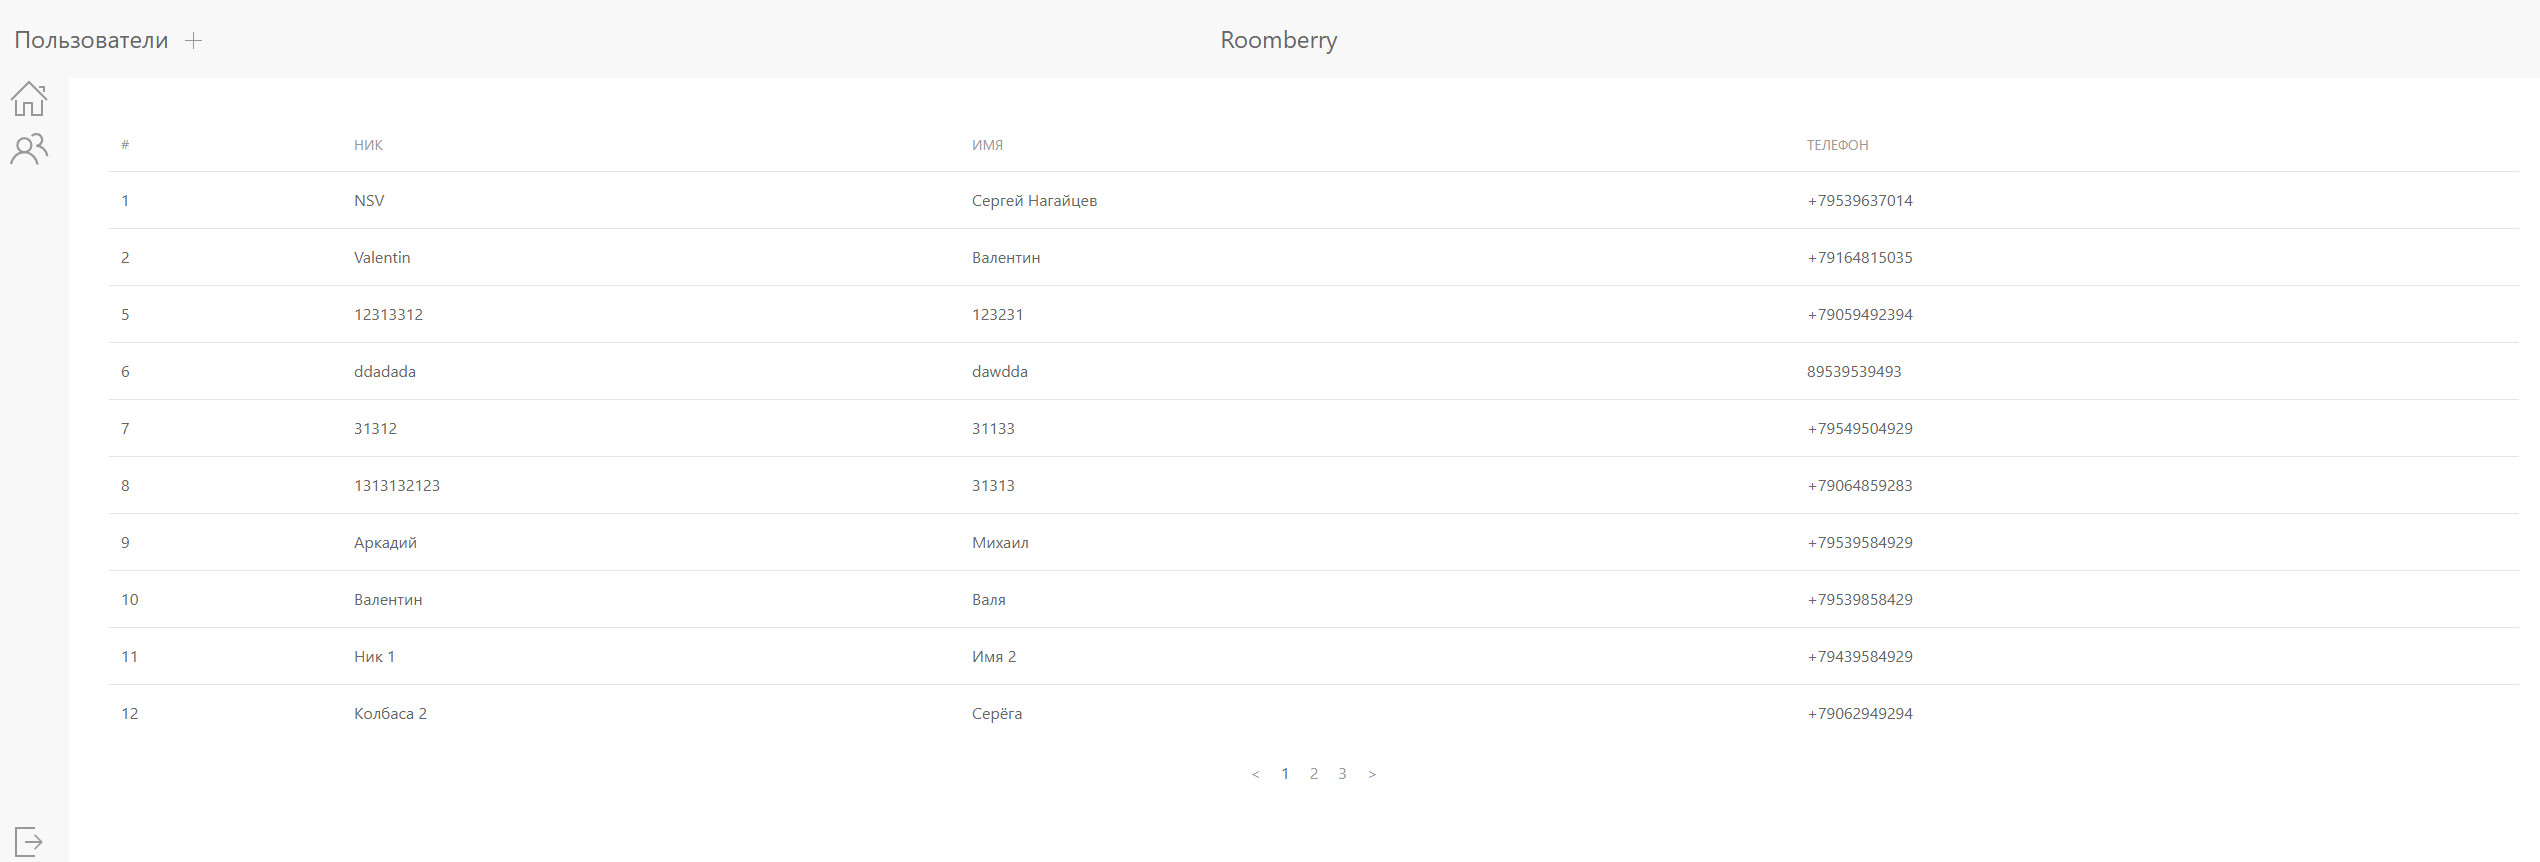 Пользователи +
Roomberry
# НИК ИМЯ ТЕЛЕФОН
1 NSV Сергей Нагайцев +79539637014
2 Valentin Валентин +79164815035
5 12313312 123231 +79059492394
6 ddadada dawdda 89539539493
7 31312 31133 +79549504929
8 1313132123 31313 +79064859283
9 Аркадий Михаил +79539584929
10 Валентин Валя +79539858429
11 Ник 1 Имя 2 +79439584929
12 Колбаса 2 Серёга +79062949294
< 1 2 3 >